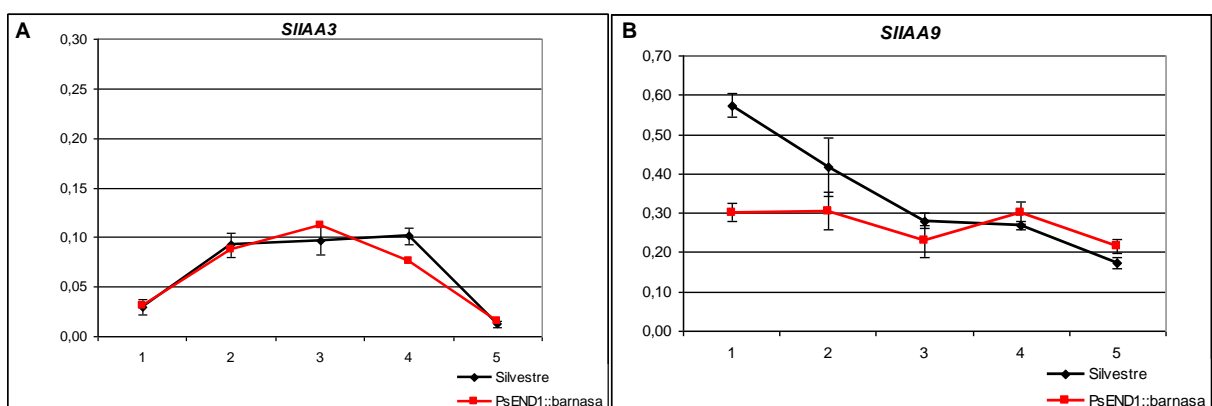 A
SlIAA3
0,30
0,25
0,20
0,15
0,10
0,05
0,00
1 2 3 4 5
Silvestre
PsEND1::barnasa
B
SlIAA9
0,70
0,60
0,50
0,40
0,30
0,20
0,10
0,00
1 2 3 4 5
Silvestre
PsEND1::barnasa